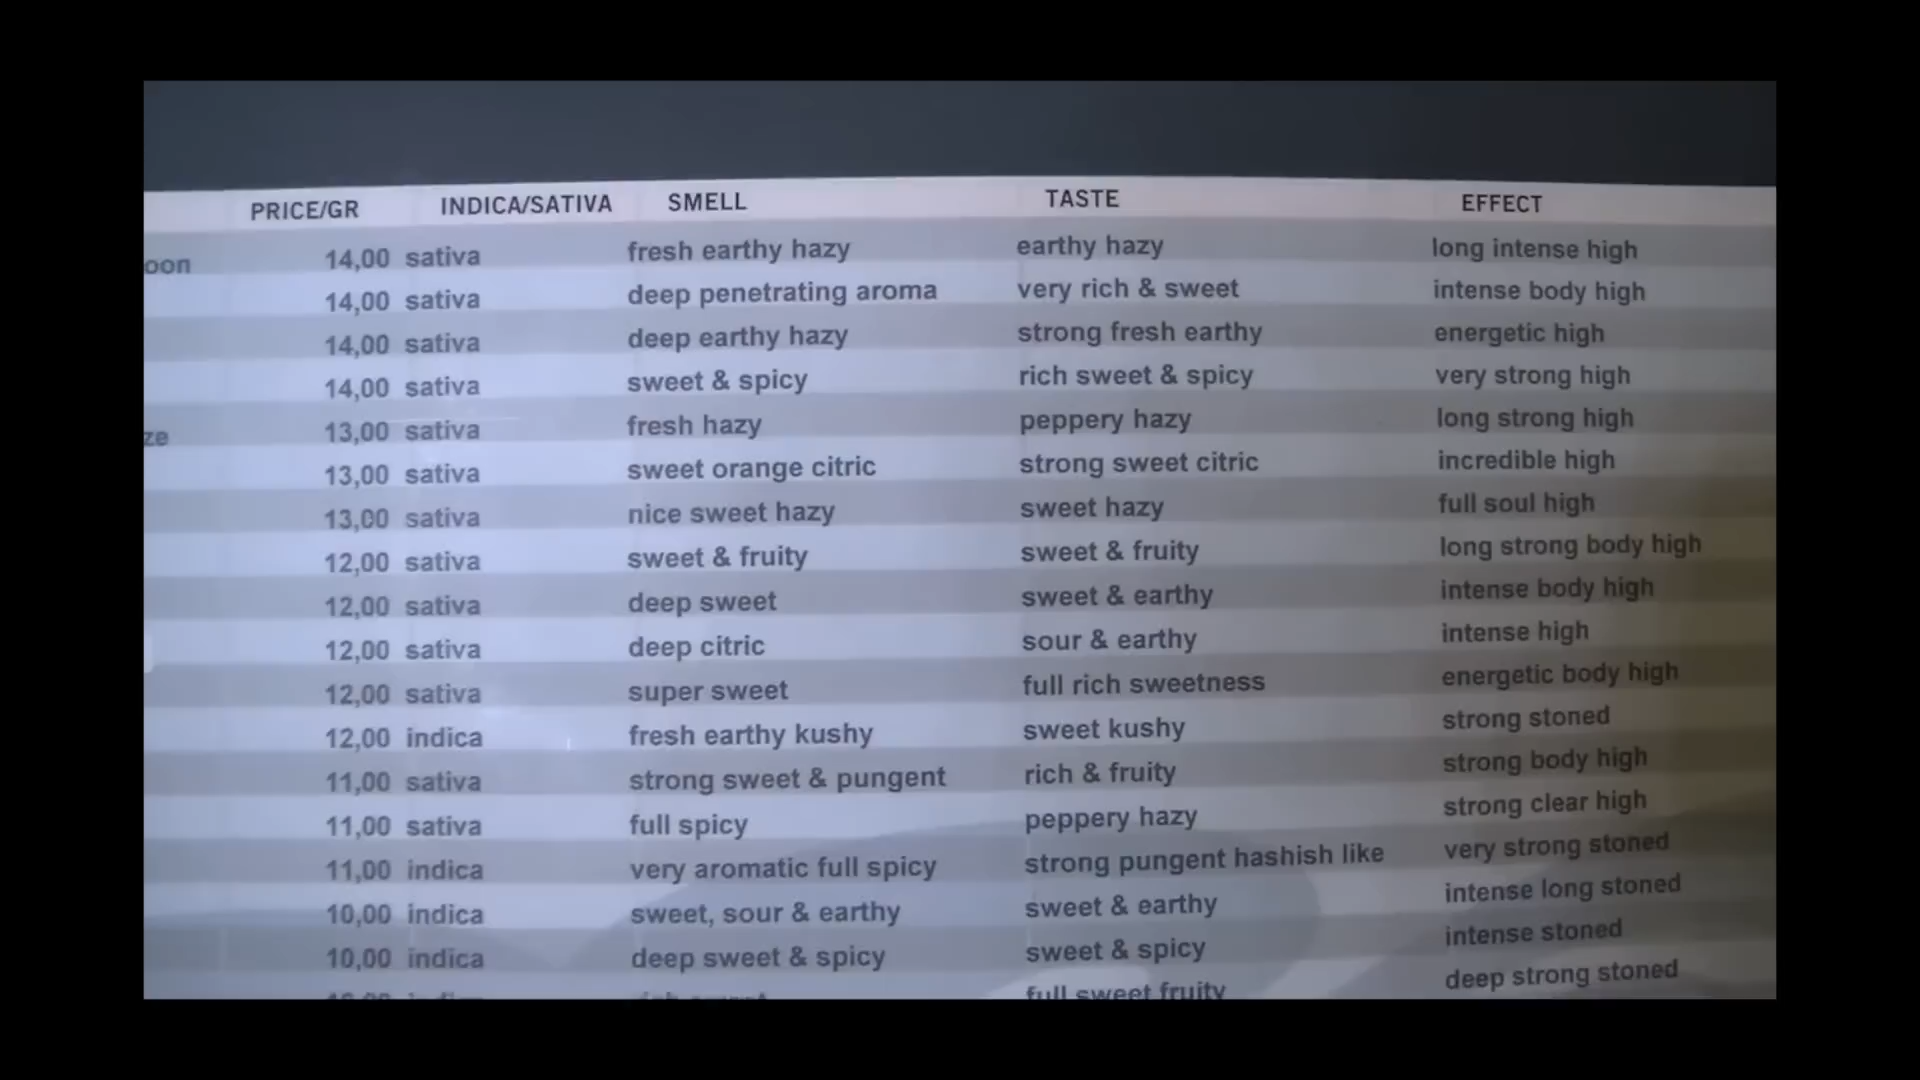 PRICE/GR INDICA/SATIVA SMELL TASTE EFFECT
oon 14,00 sativa fresh earthy hazy earthy hazy long intense high
14,00 sativa deep penetrating aroma very rich & sweet intense body high
14,00 sativa deep earthy hazy strong fresh earthy energetic high
14,00 sativa sweet & spicy rich sweet & spicy very strong high
ze 13,00 sativa fresh hazy peppery hazy long strong high
13,00 sativa sweet orange citric strong sweet citric incredible high
13,00 sativa nice sweet hazy sweet hazy full soul high
12,00 sativa sweet & fruity sweet & fruity long strong body high
12,00 sativa deep sweet sweet & earthy intense body high
12,00 sativa deep citric sour & earthy intense high
12,00 sativa super sweet full rich sweetness energetic body high
12,00 indica fresh earthy kushy sweet kushy strong stoned
11,00 sativa strong sweet & pungent rich & fruity strong body high
11,00 sativa full spicy peppery hazy strong clear high
11,00 indica very aromatic full spicy strong pungent hashish like very strong stoned
10,00 indica sweet, sour & earthy sweet & earthy intense long stoned
10,00 indica deep sweet & spicy sweet & spicy intense stoned
full sweet fruity deep strong stoned